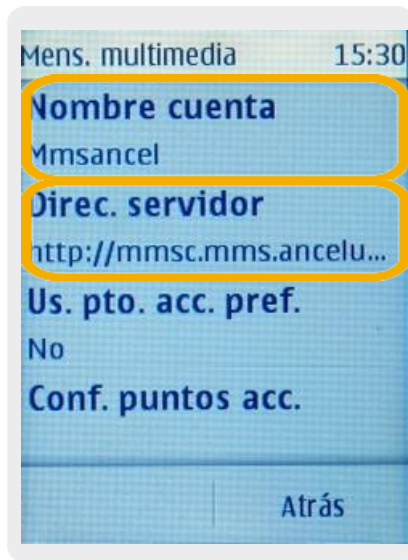 Mens. multimedia 15:30
Nombre cuenta
Mmsancel
Direc. servidor
http://mmsc.mms.ancelu...
Us. pto. acc. pref.
No
Conf. puntos acc.
Atrás